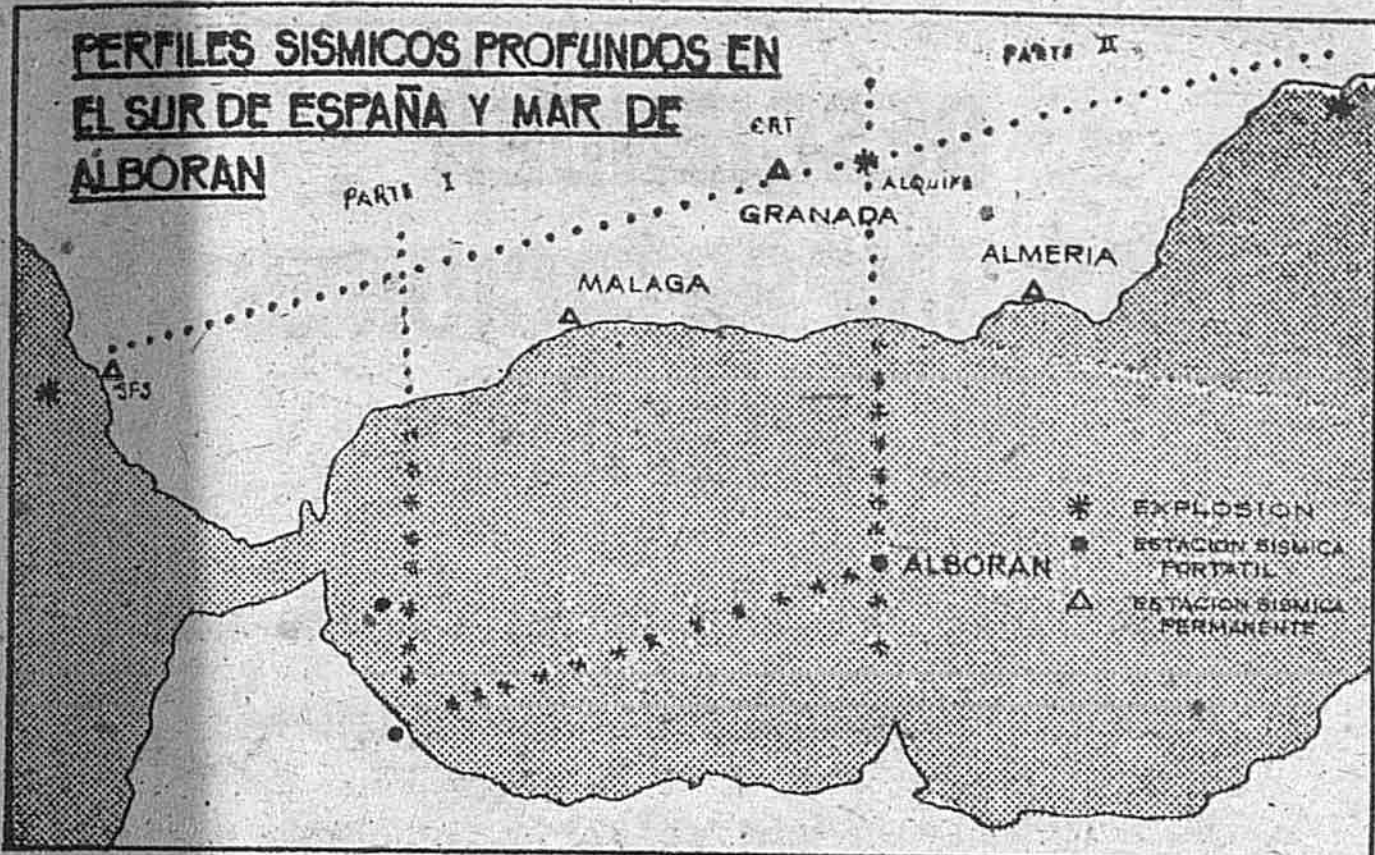 PERFILES SISMICOS PROFUNDOS EN
EL SUR DE ESPAÑA Y MAR DE
ALBORAN
PARTE I
PARTE II
CRT
ALQUIFE
GRANADA
ALMERIA
MALAGA
SFS
ALBORAN
EXPLOSION
ESTACION SISMICA
PORTATIL
ESTACION SISMICA
PERMANENTE